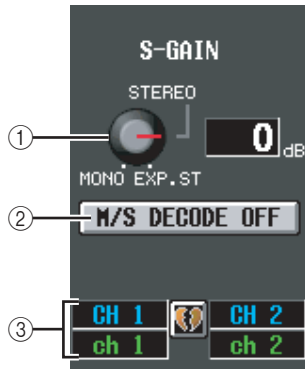 S-GAIN
STEREO
①
0 dB
MONO EXP.ST
② M/S DECODE OFF
③
CH 1 CH 2
ch 1 ch 2